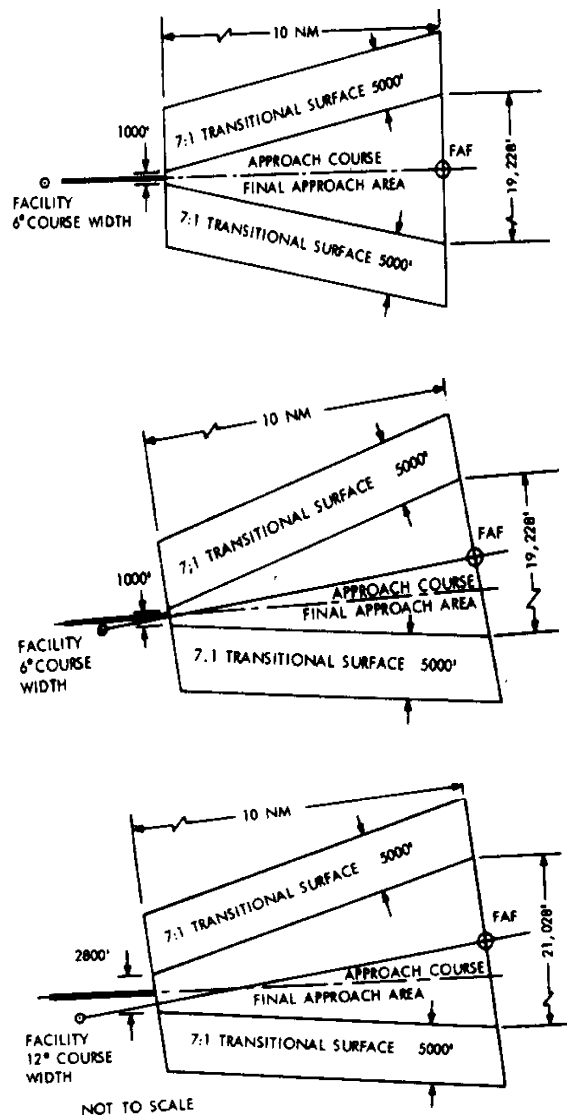 10 NM
7:1 TRANSITIONAL SURFACE 5000'
1000'
FAF
APPROACH COURSE
FINAL APPROACH AREA
19,228'
FACILITY
6° COURSE WIDTH
7:1 TRANSITIONAL SURFACE 5000'
10 NM
7;1 TRANSITIONAL SURFACE 5000'
FAF
19,228'
1000'
APPROACH COURSE
FINAL APPROACH AREA
FACILITY
6° COURSE
WIDTH
7.1 TRANSITIONAL SURFACE 5000'
10 NM
7:1 TRANSITIONAL SURFACE 5000'
FAF
21,028'
2800'
APPROACH COURSE
FINAL APPROACH AREA
FACILITY
12° COURSE
WIDTH
7:1 TRANSITIONAL SURFACE 5000'
NOT TO SCALE